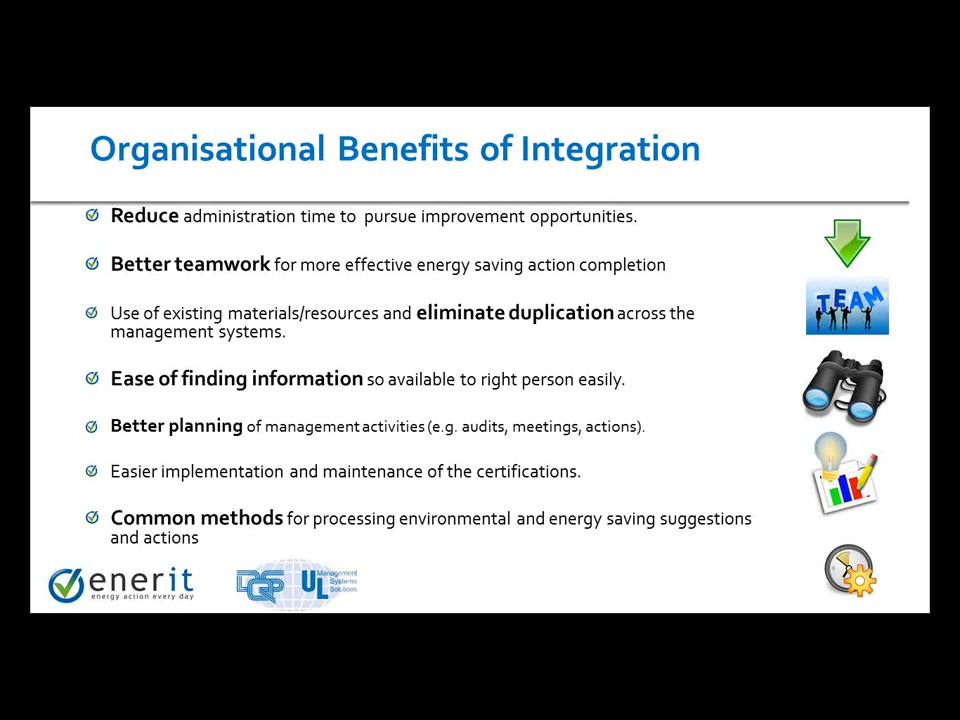 Organisational Benefits of Integration
Reduce administration time to pursue improvement opportunities.
Better teamwork for more effective energy saving action completion
Use of existing materials/resources and eliminate duplication across the
management systems.
Ease of finding information so available to right person easily.
Better planning of management activities (e.g. audits, meetings, actions).
Easier implementation and maintenance of the certifications.
Common methods for processing environmental and energy saving suggestions
and actions
TEAM
enerit
energy action every day
DQS
UL
Management
Systems
Solutions